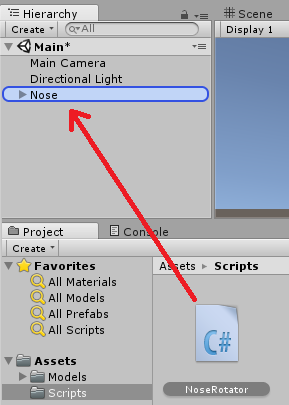 Hierarchy
Scene
Create
All
Display 1
Main*
Main Camera
Directional Light
Nose
Project
Console
Create
Favorites
All Materials
All Models
All Prefabs
All Scripts
Assets
Models
Scripts
Assets Scripts
C#
NoseRotator